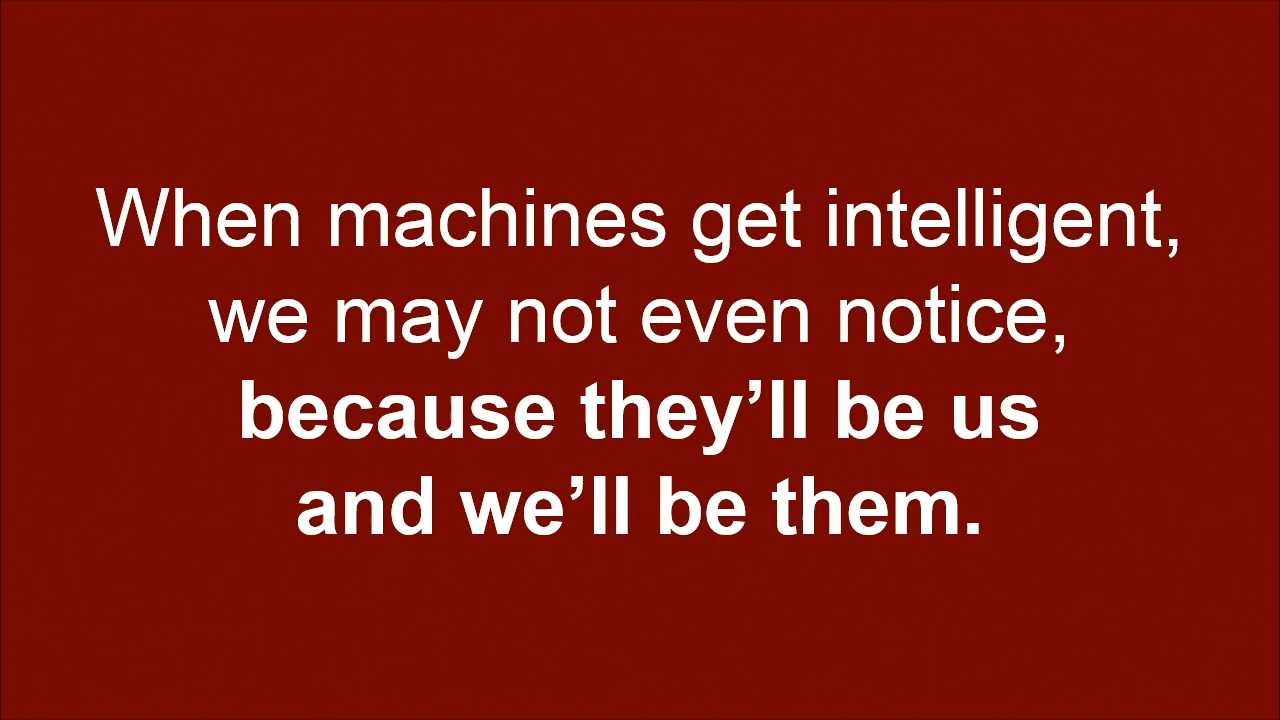 When machines get intelligent,
we may not even notice,
because they’ll be us
and we’ll be them.